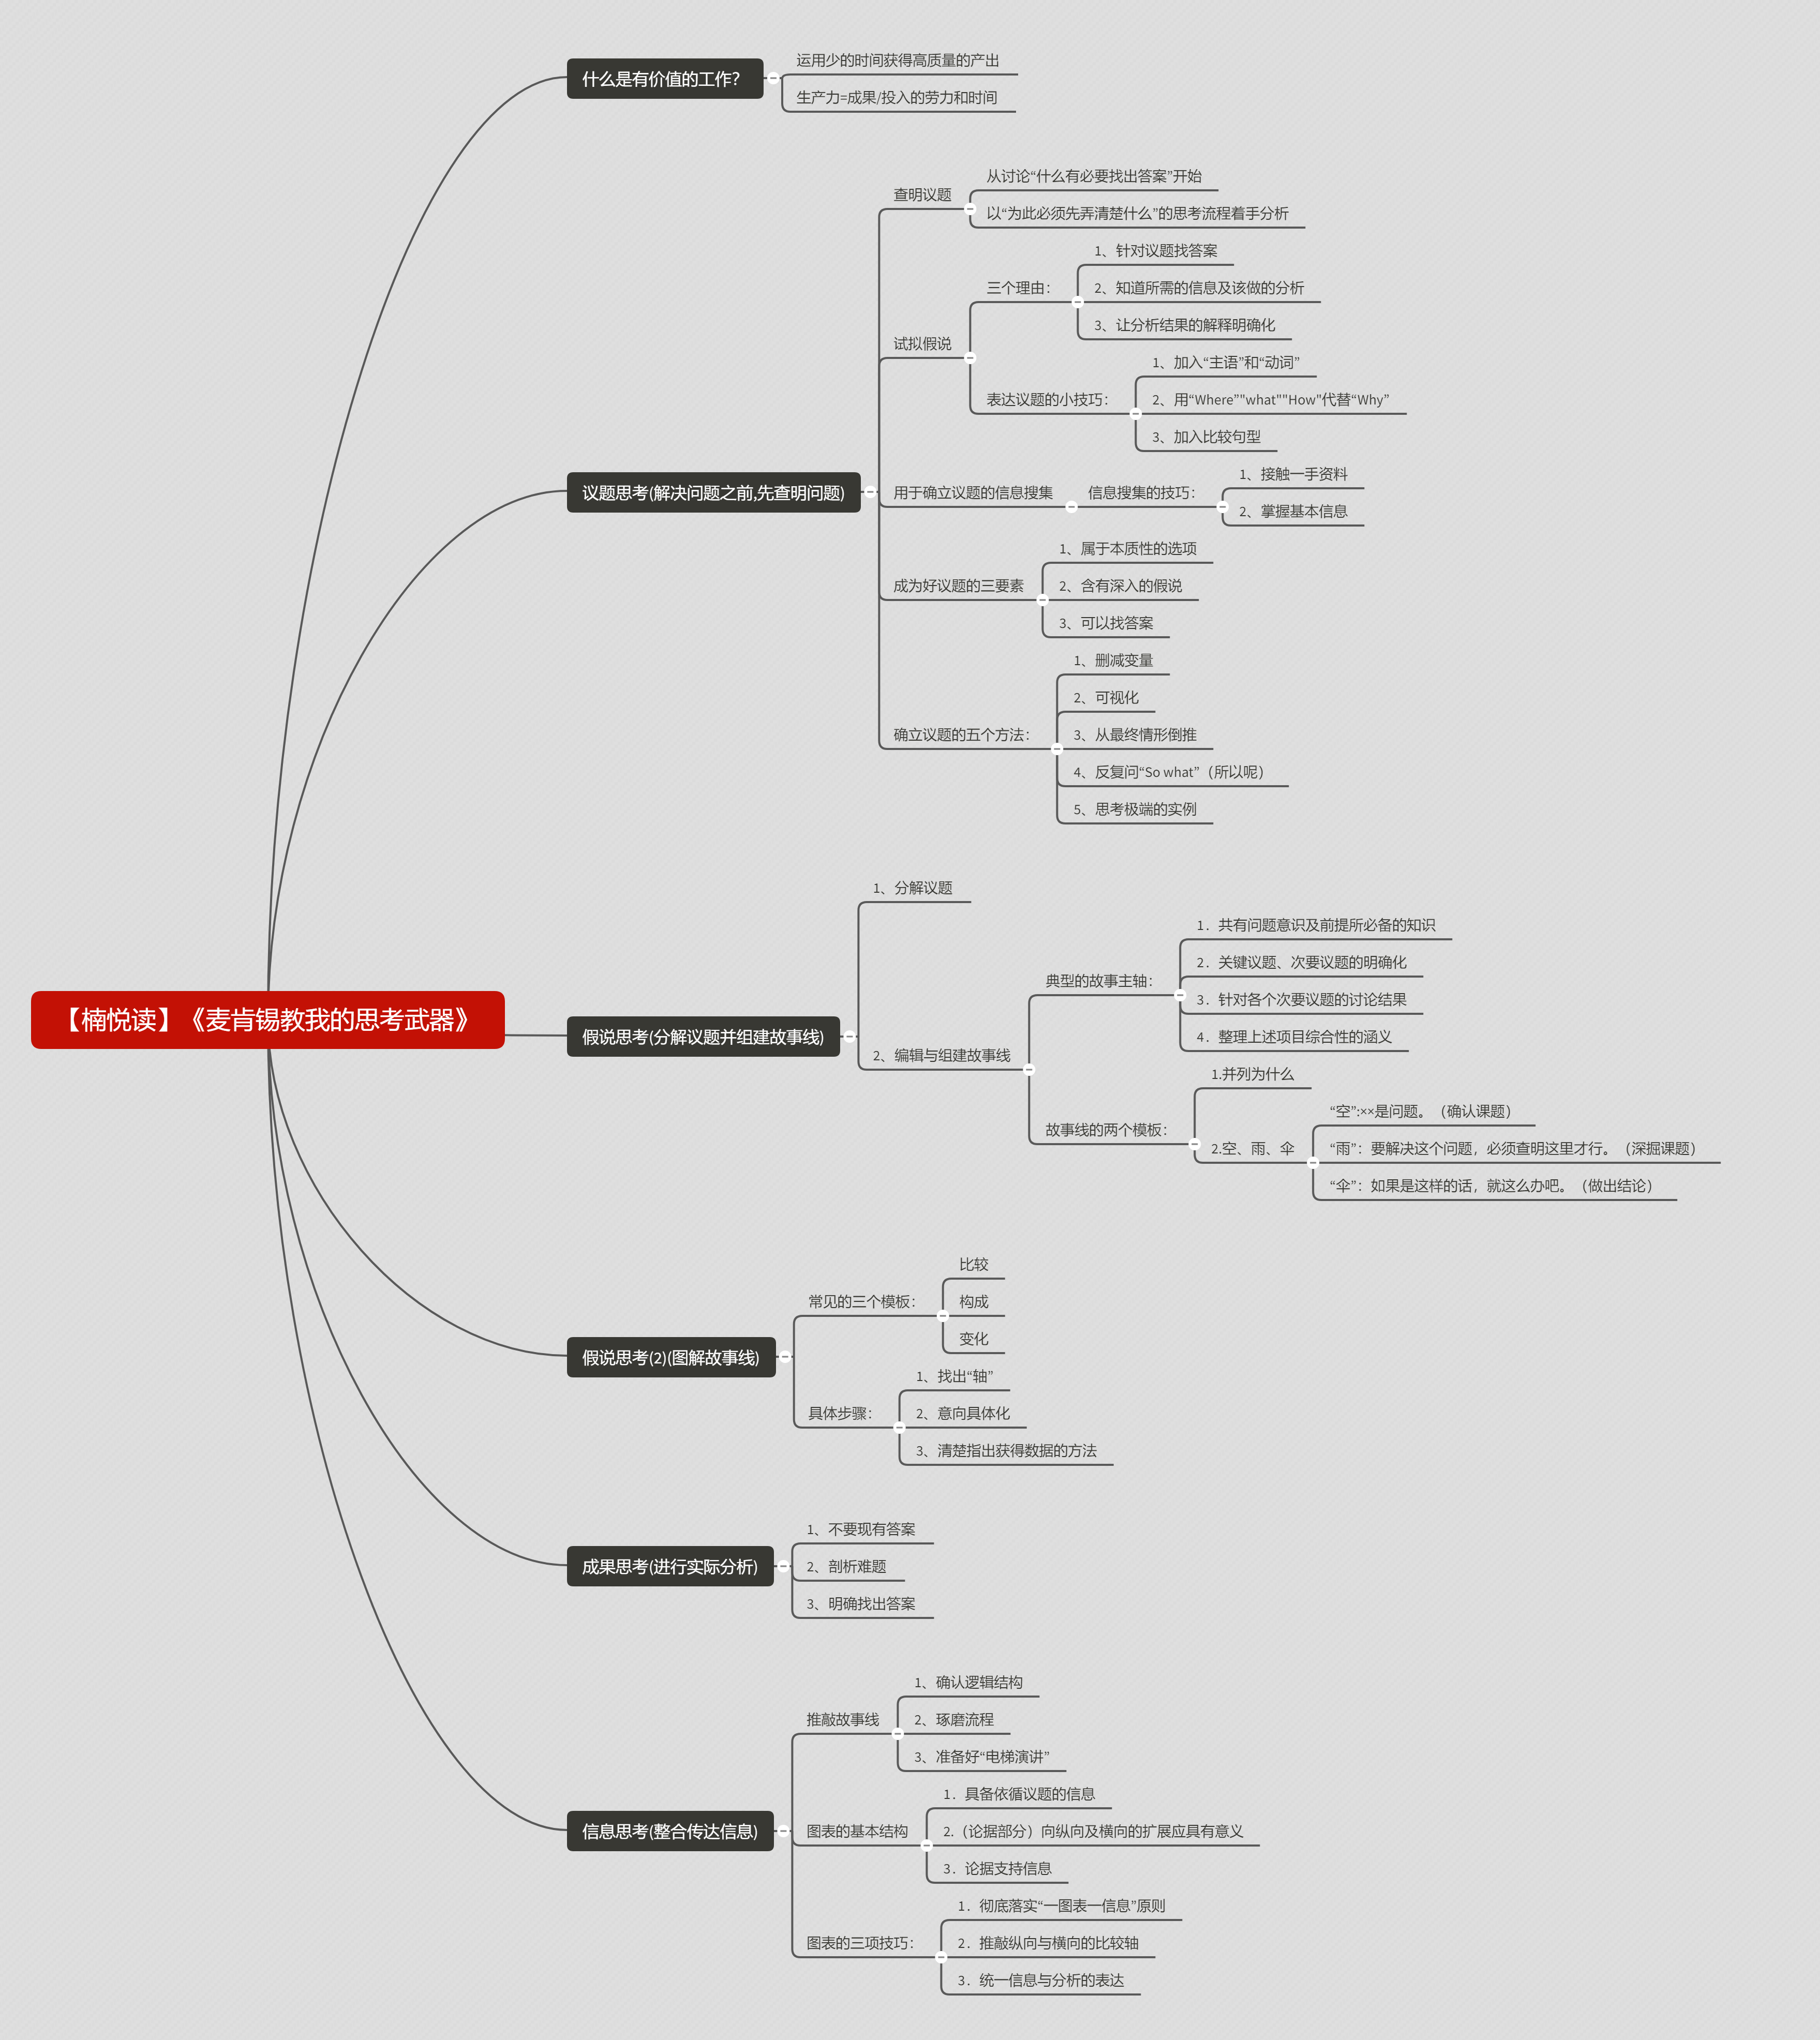 【楠悦读】《麦肯锡教我的思考武器》
什么是有价值的工作?
运用少的时间获得高质量的产出
生产力=成果/投入的劳力和时间
议题思考(解决问题之前,先查明问题)
查明议题
从讨论“什么有必要找出答案”开始
以“为此必须先弄清楚什么”的思考流程着手分析
试拟假说
三个理由：
1、针对议题找答案
2、知道所需的信息及该做的分析
3、让分析结果的解释明确化
表达议题的小技巧：
1、加入“主语”和“动词”
2、用“Where”"what""How"代替“Why”
3、加入比较句型
用于确立议题的信息搜集
信息搜集的技巧：
1、接触一手资料
2、掌握基本信息
成为好议题的三要素
1、属于本质性的选项
2、含有深入的假说
3、可以找答案
确立议题的五个方法：
1、删减变量
2、可视化
3、从最终情形倒推
4、反复问“So what”（所以呢）
5、思考极端的实例
假说思考(分解议题并组建故事线)
1、分解议题
2、编辑与组建故事线
典型的故事主轴：
1．共有问题意识及前提所必备的知识
2．关键议题、次要议题的明确化
3．针对各个次要议题的讨论结果
4．整理上述项目综合性的涵义
故事线的两个模板：
1.并列为什么
2.空、雨、伞
“空”:××是问题。（确认课题）
“雨”：要解决这个问题，必须查明这里才行。（深掘课题）
“伞”：如果是这样的话，就这么办吧。（做出结论）
假说思考(2)(图解故事线)
常见的三个模板：
比较
构成
变化
具体步骤：
1、找出“轴”
2、意向具体化
3、清楚指出获得数据的方法
成果思考(进行实际分析)
1、不要现有答案
2、剖析难题
3、明确找出答案
信息思考(整合传达信息)
推敲故事线
1、确认逻辑结构
2、琢磨流程
3、准备好“电梯演讲”
图表的基本结构
1．具备依循议题的信息
2.（论据部分）向纵向及横向的扩展应具有意义
3．论据支持信息
图表的三项技巧：
1．彻底落实“一图表一信息”原则
2．推敲纵向与横向的比较轴
3．统一信息与分析的表达